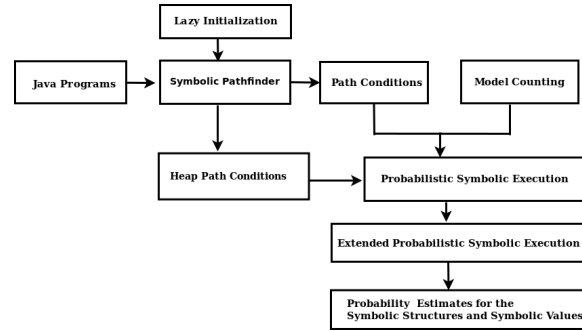 Lazy Initialization
Java Programs
Symbolic Pathfinder
Path Conditions
Model Counting
Heap Path Conditions
Probabilistic Symbolic Execution
Extended Probabilistic Symbolic Execution
Probability Estimates for the
Symbolic Structures and Symbolic Values